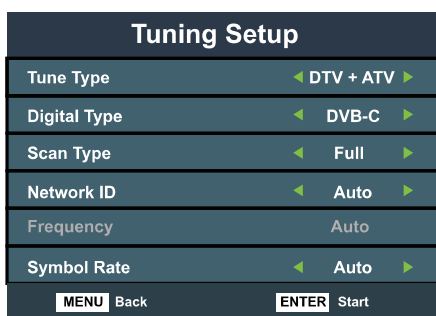 Tuning Setup
Tune Type DTV + ATV
Digital Type DVB-C
Scan Type Full
Network ID Auto
Frequency Auto
Symbol Rate Auto
MENU Back ENTER Start